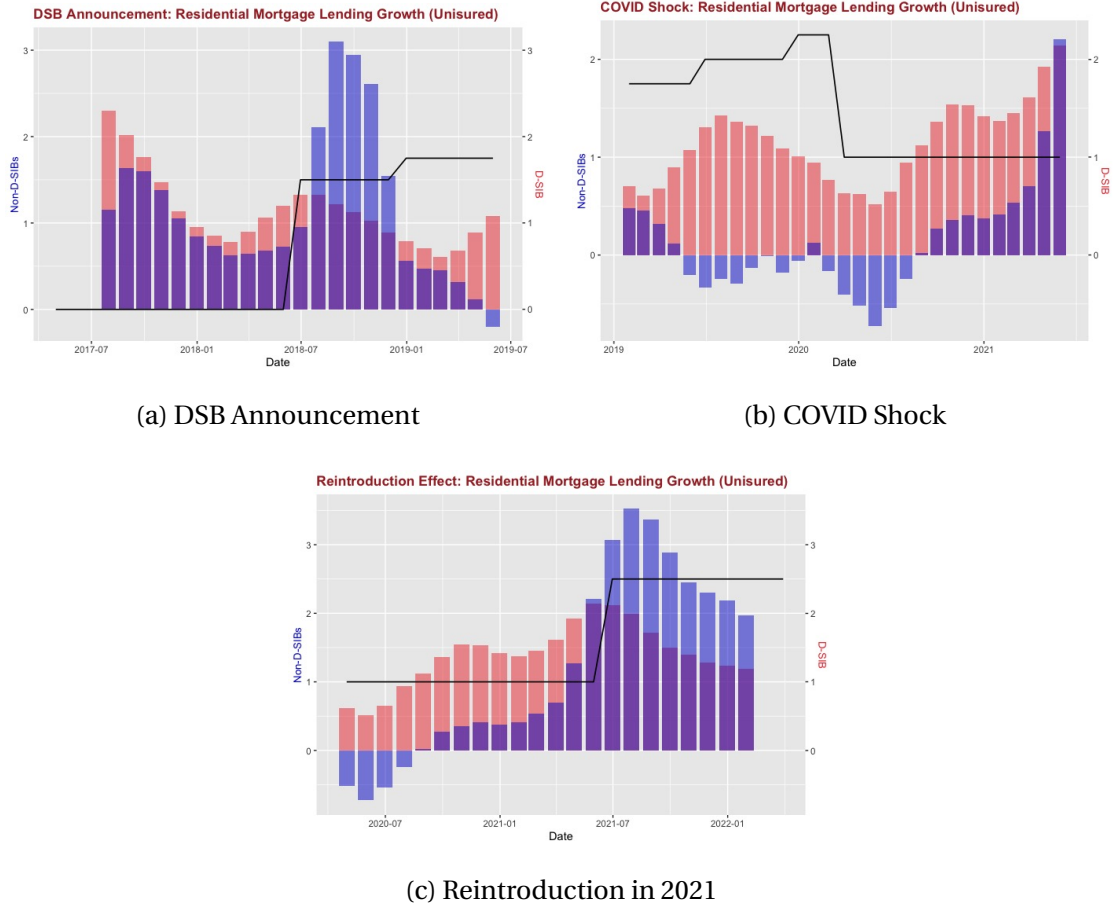 DSB Announcement: Residential Mortgage Lending Growth (Unisured)
3
2
1
0
Non-D-SIBs
3
2
1
0
D-SIB
2017-07
2018-01
2018-07
2019-01
2019-07
Date
(a) DSB Announcement
COVID Shock: Residential Mortgage Lending Growth (Unisured)
2
1
0
Non-D-SIBs
2
1
0
D-SIB
2019
2020
2021
Date
(b) COVID Shock
Reintroduction Effect: Residential Mortgage Lending Growth (Unisured)
3
2
1
0
Non-D-SIBs
3
2
1
0
D-SIB
2020-07
2021-01
2021-07
2022-01
Date
(c) Reintroduction in 2021